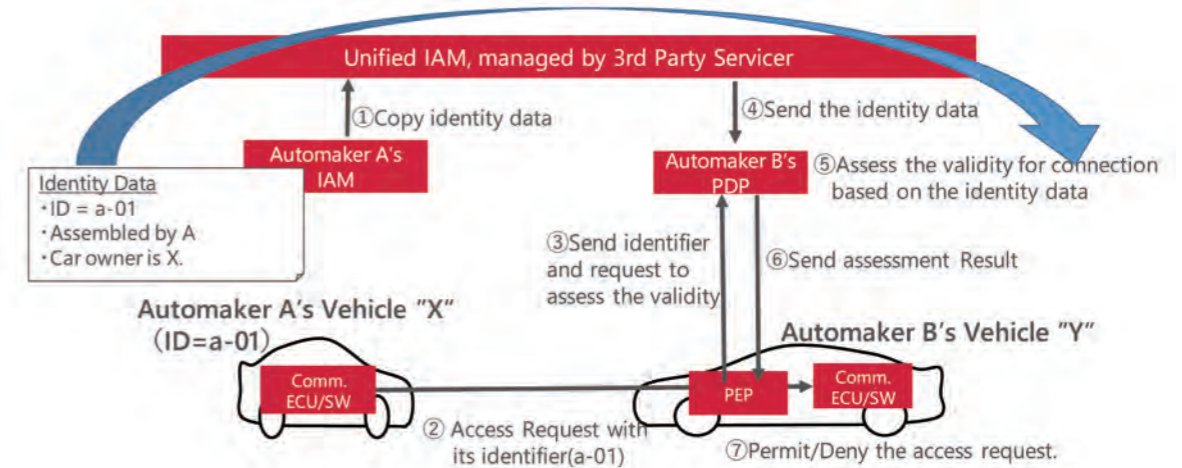 Unified IAM, managed by 3rd Party Servicer
①Copy identity data
④Send the identity data
Automaker A's
IAM
Automaker B's
PDP
⑤Assess the validity for connection
based on the identity data
Identity Data
・ID = a-01
・Assembled by A
・Car owner is X.
③Send identifier
and request to
assess the validity
⑥Send assessment Result
Automaker A's Vehicle "X"
(ID=a-01)
Automaker B's Vehicle "Y"
Comm.
ECU/SW
PEP
Comm.
ECU/SW
② Access Request with
its identifier(a-01)
⑦Permit/Deny the access request.